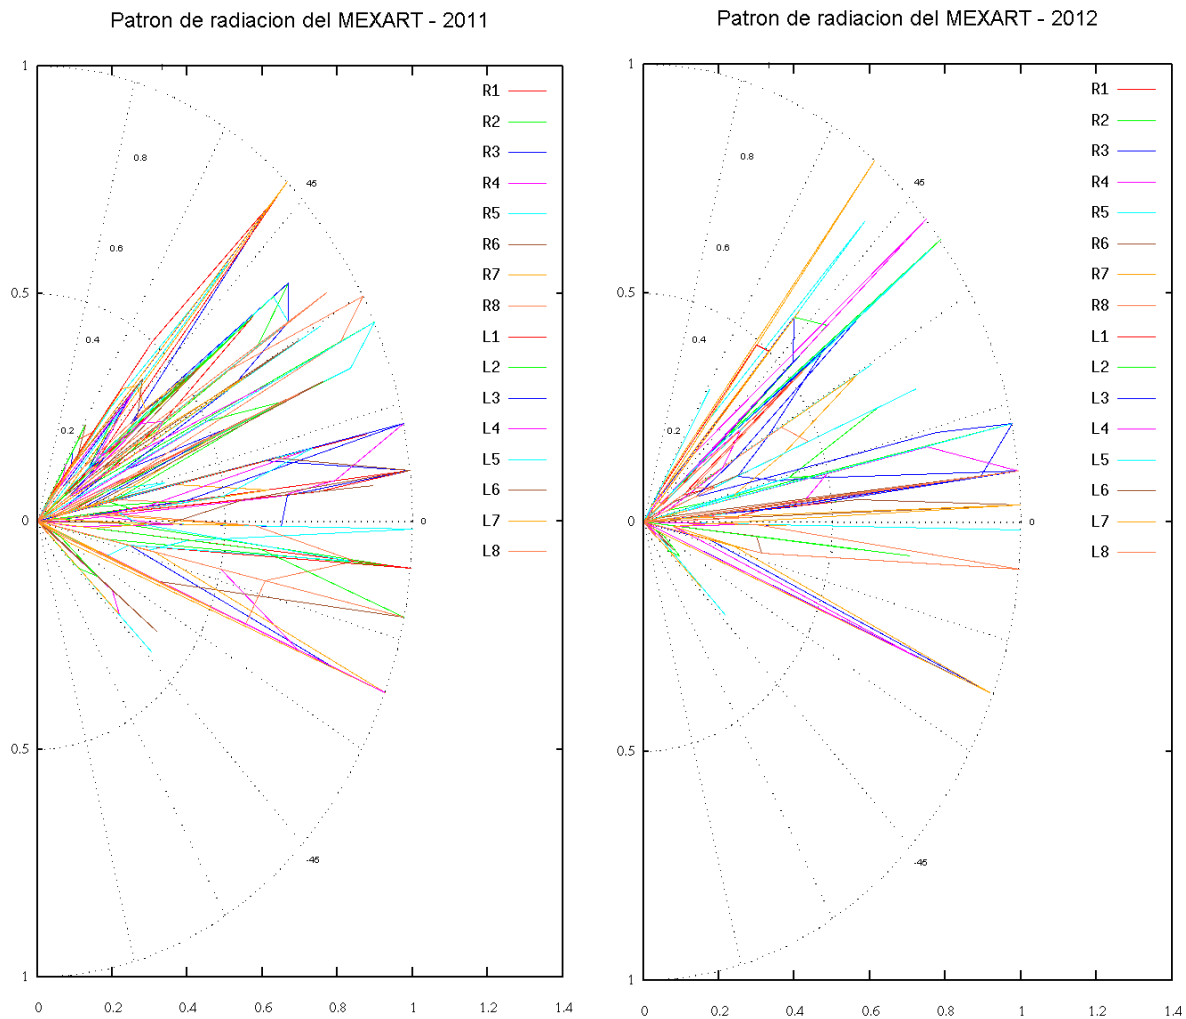 Patron de radiacion del MEXART - 2011
1
0.5
0
0.5
1
0 0.2 0.4 0.6 0.8 1 1.2 1.4
0.8
0.6
0.4
0.2
45
0
-45
R1
R2
R3
R4
R5
R6
R7
R8
L1
L2
L3
L4
L5
L6
L7
L8
Patron de radiacion del MEXART - 2012
1
0.5
0
0.5
1
0 0.2 0.4 0.6 0.8 1 1.2 1.4
0.8
0.6
0.4
0.2
45
0
-45
R1
R2
R3
R4
R5
R6
R7
R8
L1
L2
L3
L4
L5
L6
L7
L8